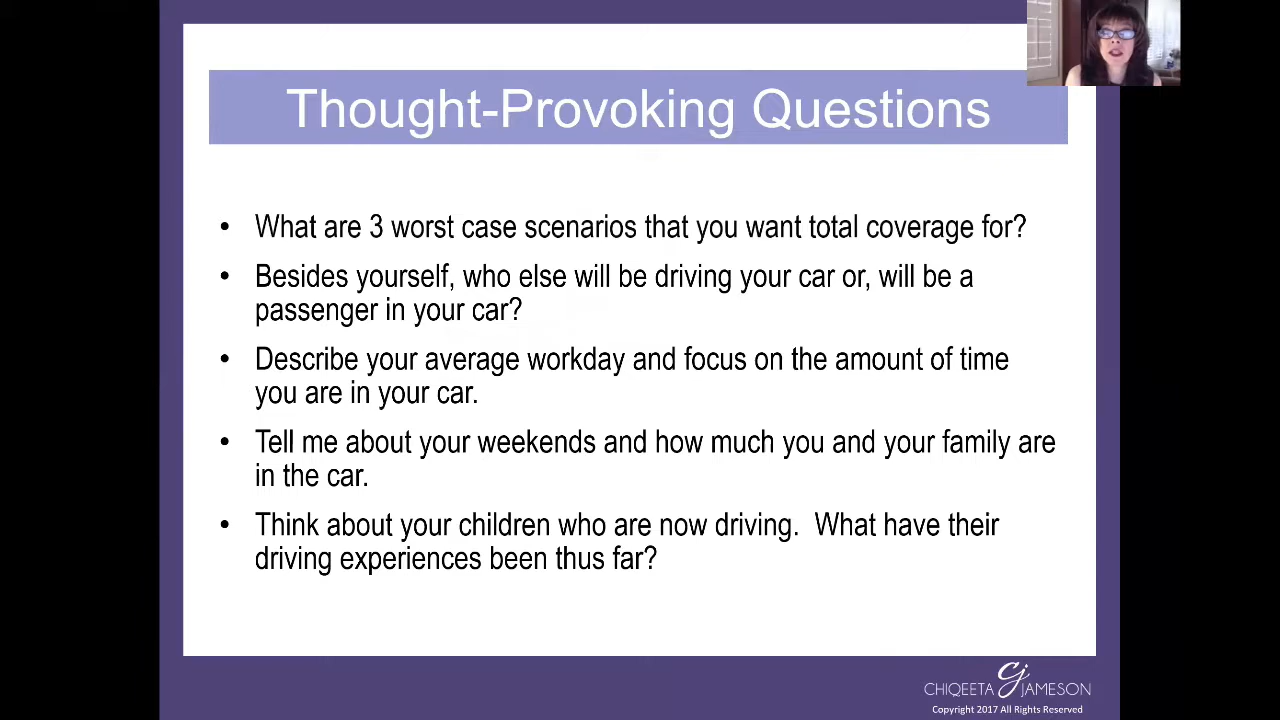 Thought-Provoking Questions
• What are 3 worst case scenarios that you want total coverage for?
• Besides yourself, who else will be driving your car or, will be a
passenger in your car?
• Describe your average workday and focus on the amount of time
you are in your car.
• Tell me about your weekends and how much you and your family are
in the car.
• Think about your children who are now driving.  What have their
driving experiences been thus far?
CHIQEETA cj JAMESON
Copyright 2017 All Rights Reserved